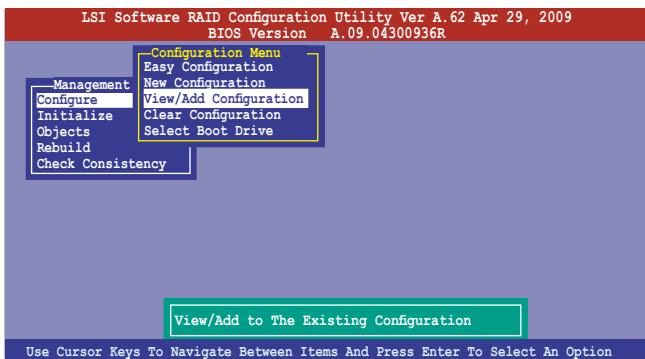 LSI Software RAID Configuration Utility Ver A.62 Apr 29, 2009
BIOS Version A.09.04300936R
Configuration Menu
Easy Configuration
New Configuration
View/Add Configuration
Clear Configuration
Select Boot Drive
Management
Configure
Initialize
Objects
Rebuild
Check Consistency
View/Add to The Existing Configuration
Use Cursor Keys To Navigate Between Items And Press Enter To Select An Option